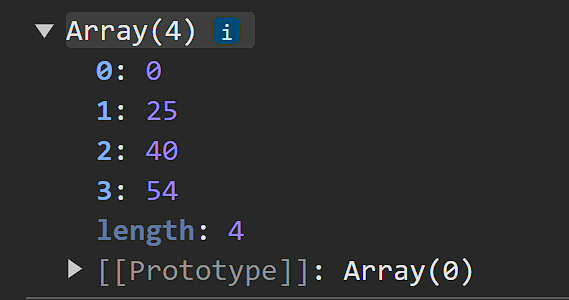 Array(4) i
0: 0
1: 25
2: 40
3: 54
length: 4
[[Prototype]]: Array(0)